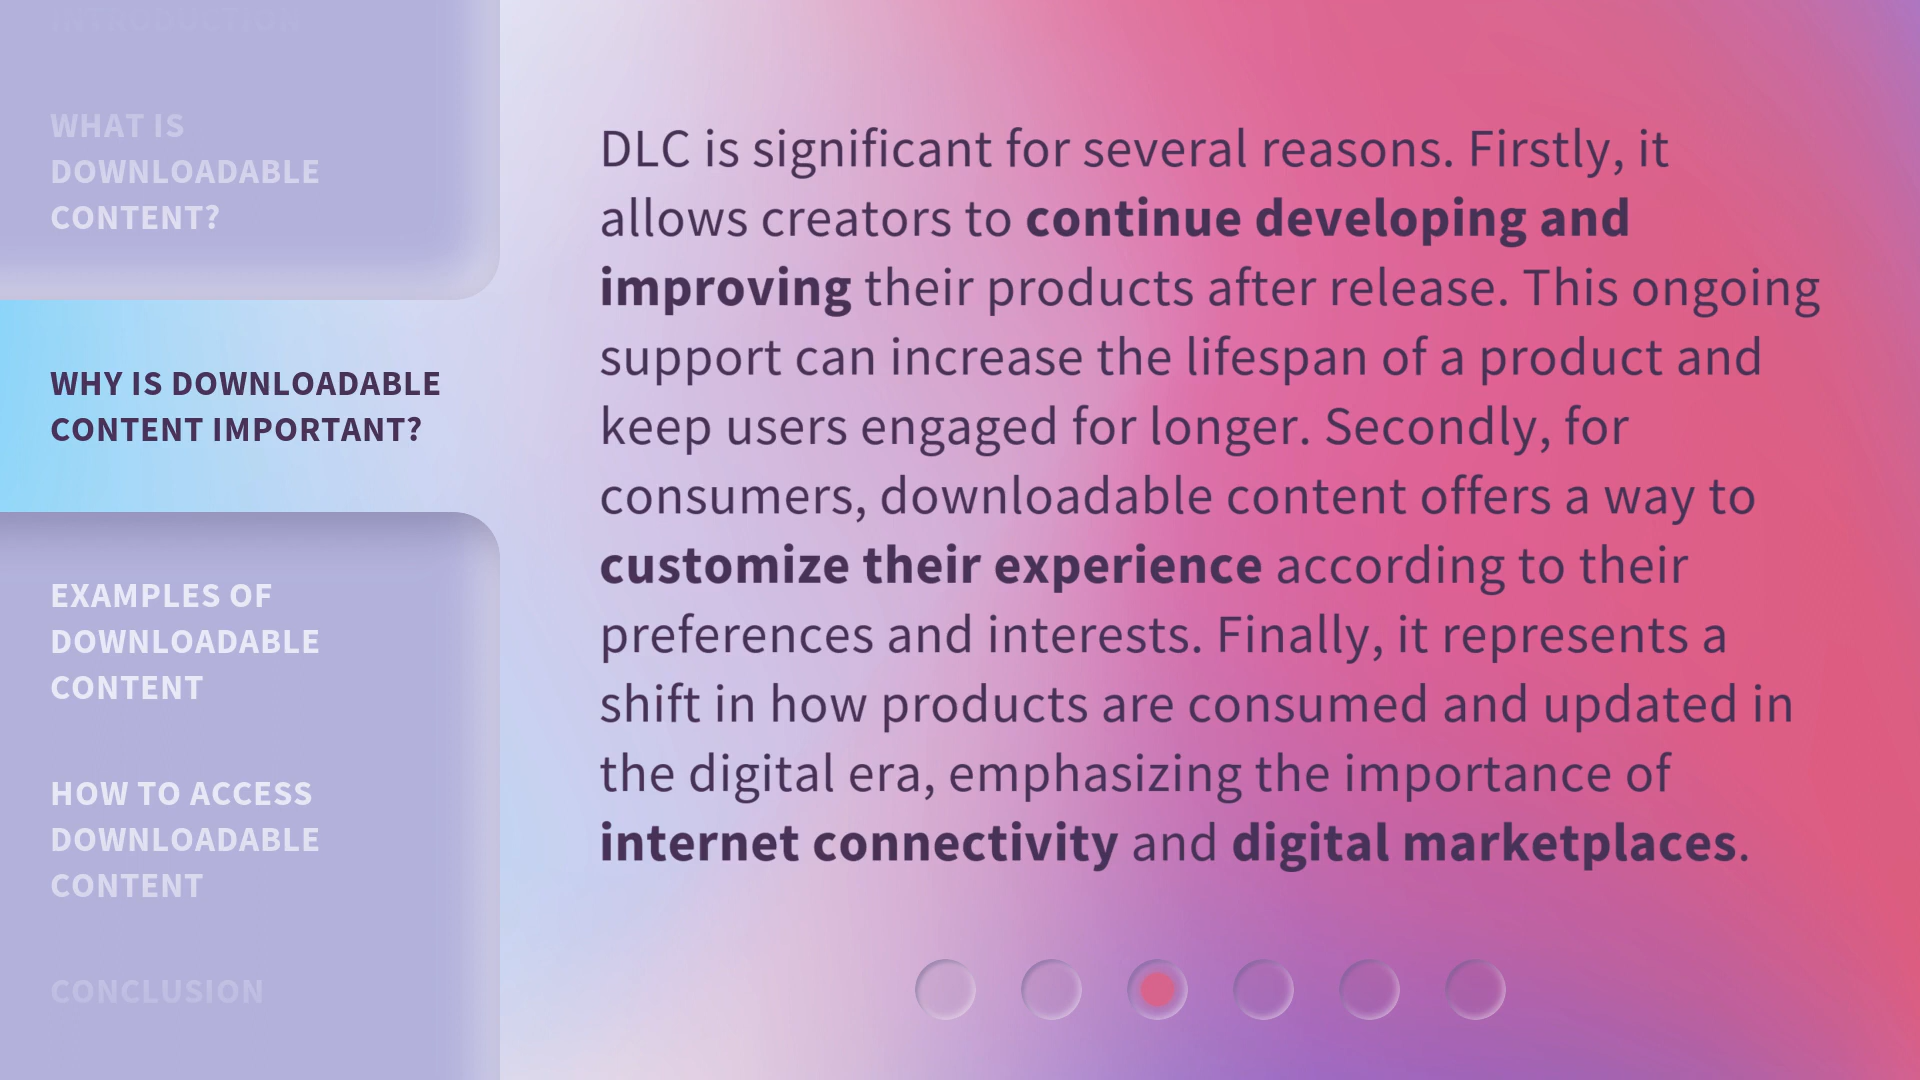 INTRODUCTION
WHAT IS
DOWNLOADABLE
CONTENT?
WHY IS DOWNLOADABLE
CONTENT IMPORTANT?
EXAMPLES OF
DOWNLOADABLE
CONTENT
HOW TO ACCESS
DOWNLOADABLE
CONTENT
CONCLUSION
DLC is significant for several reasons. Firstly, it
allows creators to continue developing and
improving their products after release. This ongoing
support can increase the lifespan of a product and
keep users engaged for longer. Secondly, for
consumers, downloadable content offers a way to
customize their experience according to their
preferences and interests. Finally, it represents a
shift in how products are consumed and updated in
the digital era, emphasizing the importance of
internet connectivity and digital marketplaces.